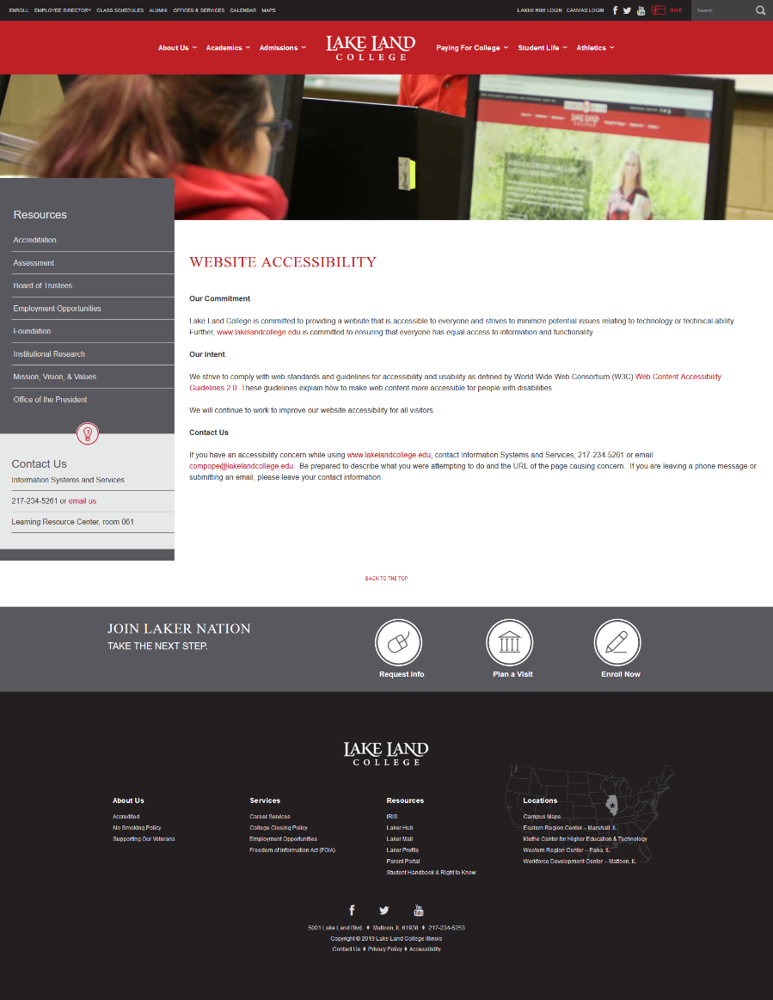 ENROLL EMPLOYEE DIRECTORY CLASS SCHEDULES ALUMNI OFFICES & SERVICES CALENDAR MAPS
LAKER HUB LOGIN CANVAS LOGIN GIVE Search
About Us Academics Admissions
LAKE LAND
COLLEGE
Paying For College Student Life Athletics
LAKE LAND
COLLEGE
Resources
Accreditation
Assessment
Board of Trustees
Employment Opportunities
Foundation
Institutional Research
Mission, Vision, & Values
Office of the President
Contact Us
Information Systems and Services
217-234-5261 or email us
Learning Resource Center, room 061
WEBSITE ACCESSIBILITY
Our Commitment
Lake Land College is committed to providing a website that is accessible to everyone and strives to minimize potential issues relating to technology or technical ability.
Further, www.lakelandcollege.edu is committed to ensuring that everyone has equal access to information and functionality
Our Intent
We strive to comply with web standards and guidelines for accessibility and usability as defined by World Wide Web Consortium (W3C) Web Content Accessibility
Guidelines 2.0. These guidelines explain how to make web content more accessible for people with disabilities.
We will continue to work to improve our website accessibility for all visitors.
Contact Us
If you have an accessibility concern while using www.lakelandcollege.edu, contact Information Systems and Services, 217-234-5261 or email
compope@lakelandcollege.edu. Be prepared to describe what you were attempting to do and the URL of the page causing concern. If you are leaving a phone message or
submitting an email, please leave your contact information.
BACK TO THE TOP
JOIN LAKER NATION
TAKE THE NEXT STEP.
Request Info
Plan a Visit
Enroll Now
LAKE LAND
COLLEGE
About Us
Accredited
No Smoking Policy
Supporting Our Veterans
Services
Career Services
College Closing Policy
Employment Opportunities
Freedom of Information Act (FOIA)
Resources
IRIS
Laker Hub
Laker Mail
Laker Profile
Parent Portal
Student Handbook & Right to Know
Locations
Campus Maps
Eastern Region Center – Marshall, IL
Kluthe Center for Higher Education & Technology
Western Region Center – Pana, IL
Workforce Development Center – Mattoon, IL
5001 Lake Land Blvd. ♦ Mattoon, IL 61938 ♦ 217-234-5253
Copyright © 2019 Lake Land College Illinois
Contact Us ♦ Privacy Policy ♦ Accessibility